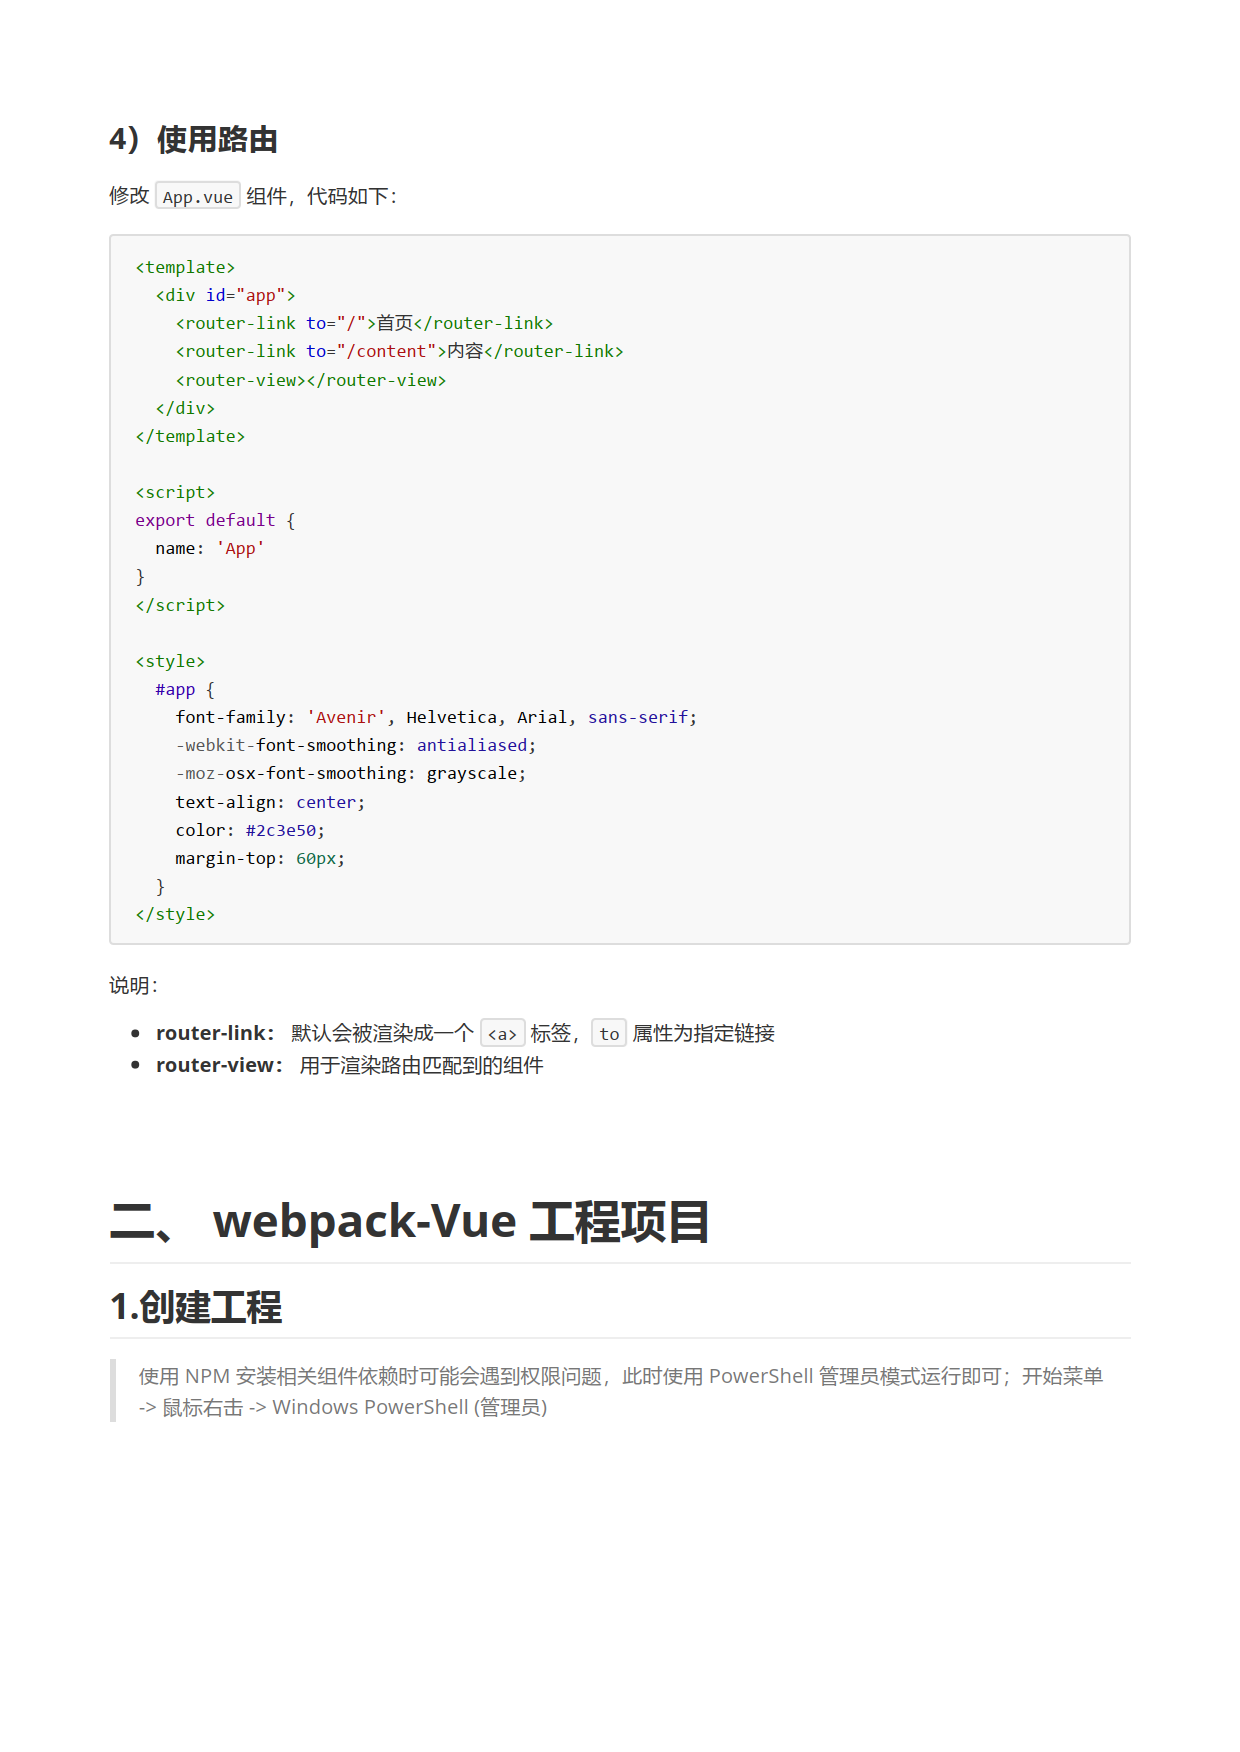 4）使用路由
修改 App.vue 组件，代码如下：
<template>
  <div id="app">
    <router-link to="/">首页</router-link>
    <router-link to="/content">内容</router-link>
    <router-view></router-view>
  </div>
</template>

<script>
export default {
  name: 'App'
}
</script>

<style>
  #app {
    font-family: 'Avenir', Helvetica, Arial, sans-serif;
    -webkit-font-smoothing: antialiased;
    -moz-osx-font-smoothing: grayscale;
    text-align: center;
    color: #2c3e50;
    margin-top: 60px;
  }
</style>
说明：
• router-link： 默认会被渲染成一个 <a> 标签，to 属性为指定链接
• router-view： 用于渲染路由匹配到的组件
二、 webpack-Vue 工程项目
1.创建工程
使用 NPM 安装相关组件依赖时可能会遇到权限问题，此时使用 PowerShell 管理员模式运行即可；开始菜单
-> 鼠标右击 -> Windows PowerShell (管理员)